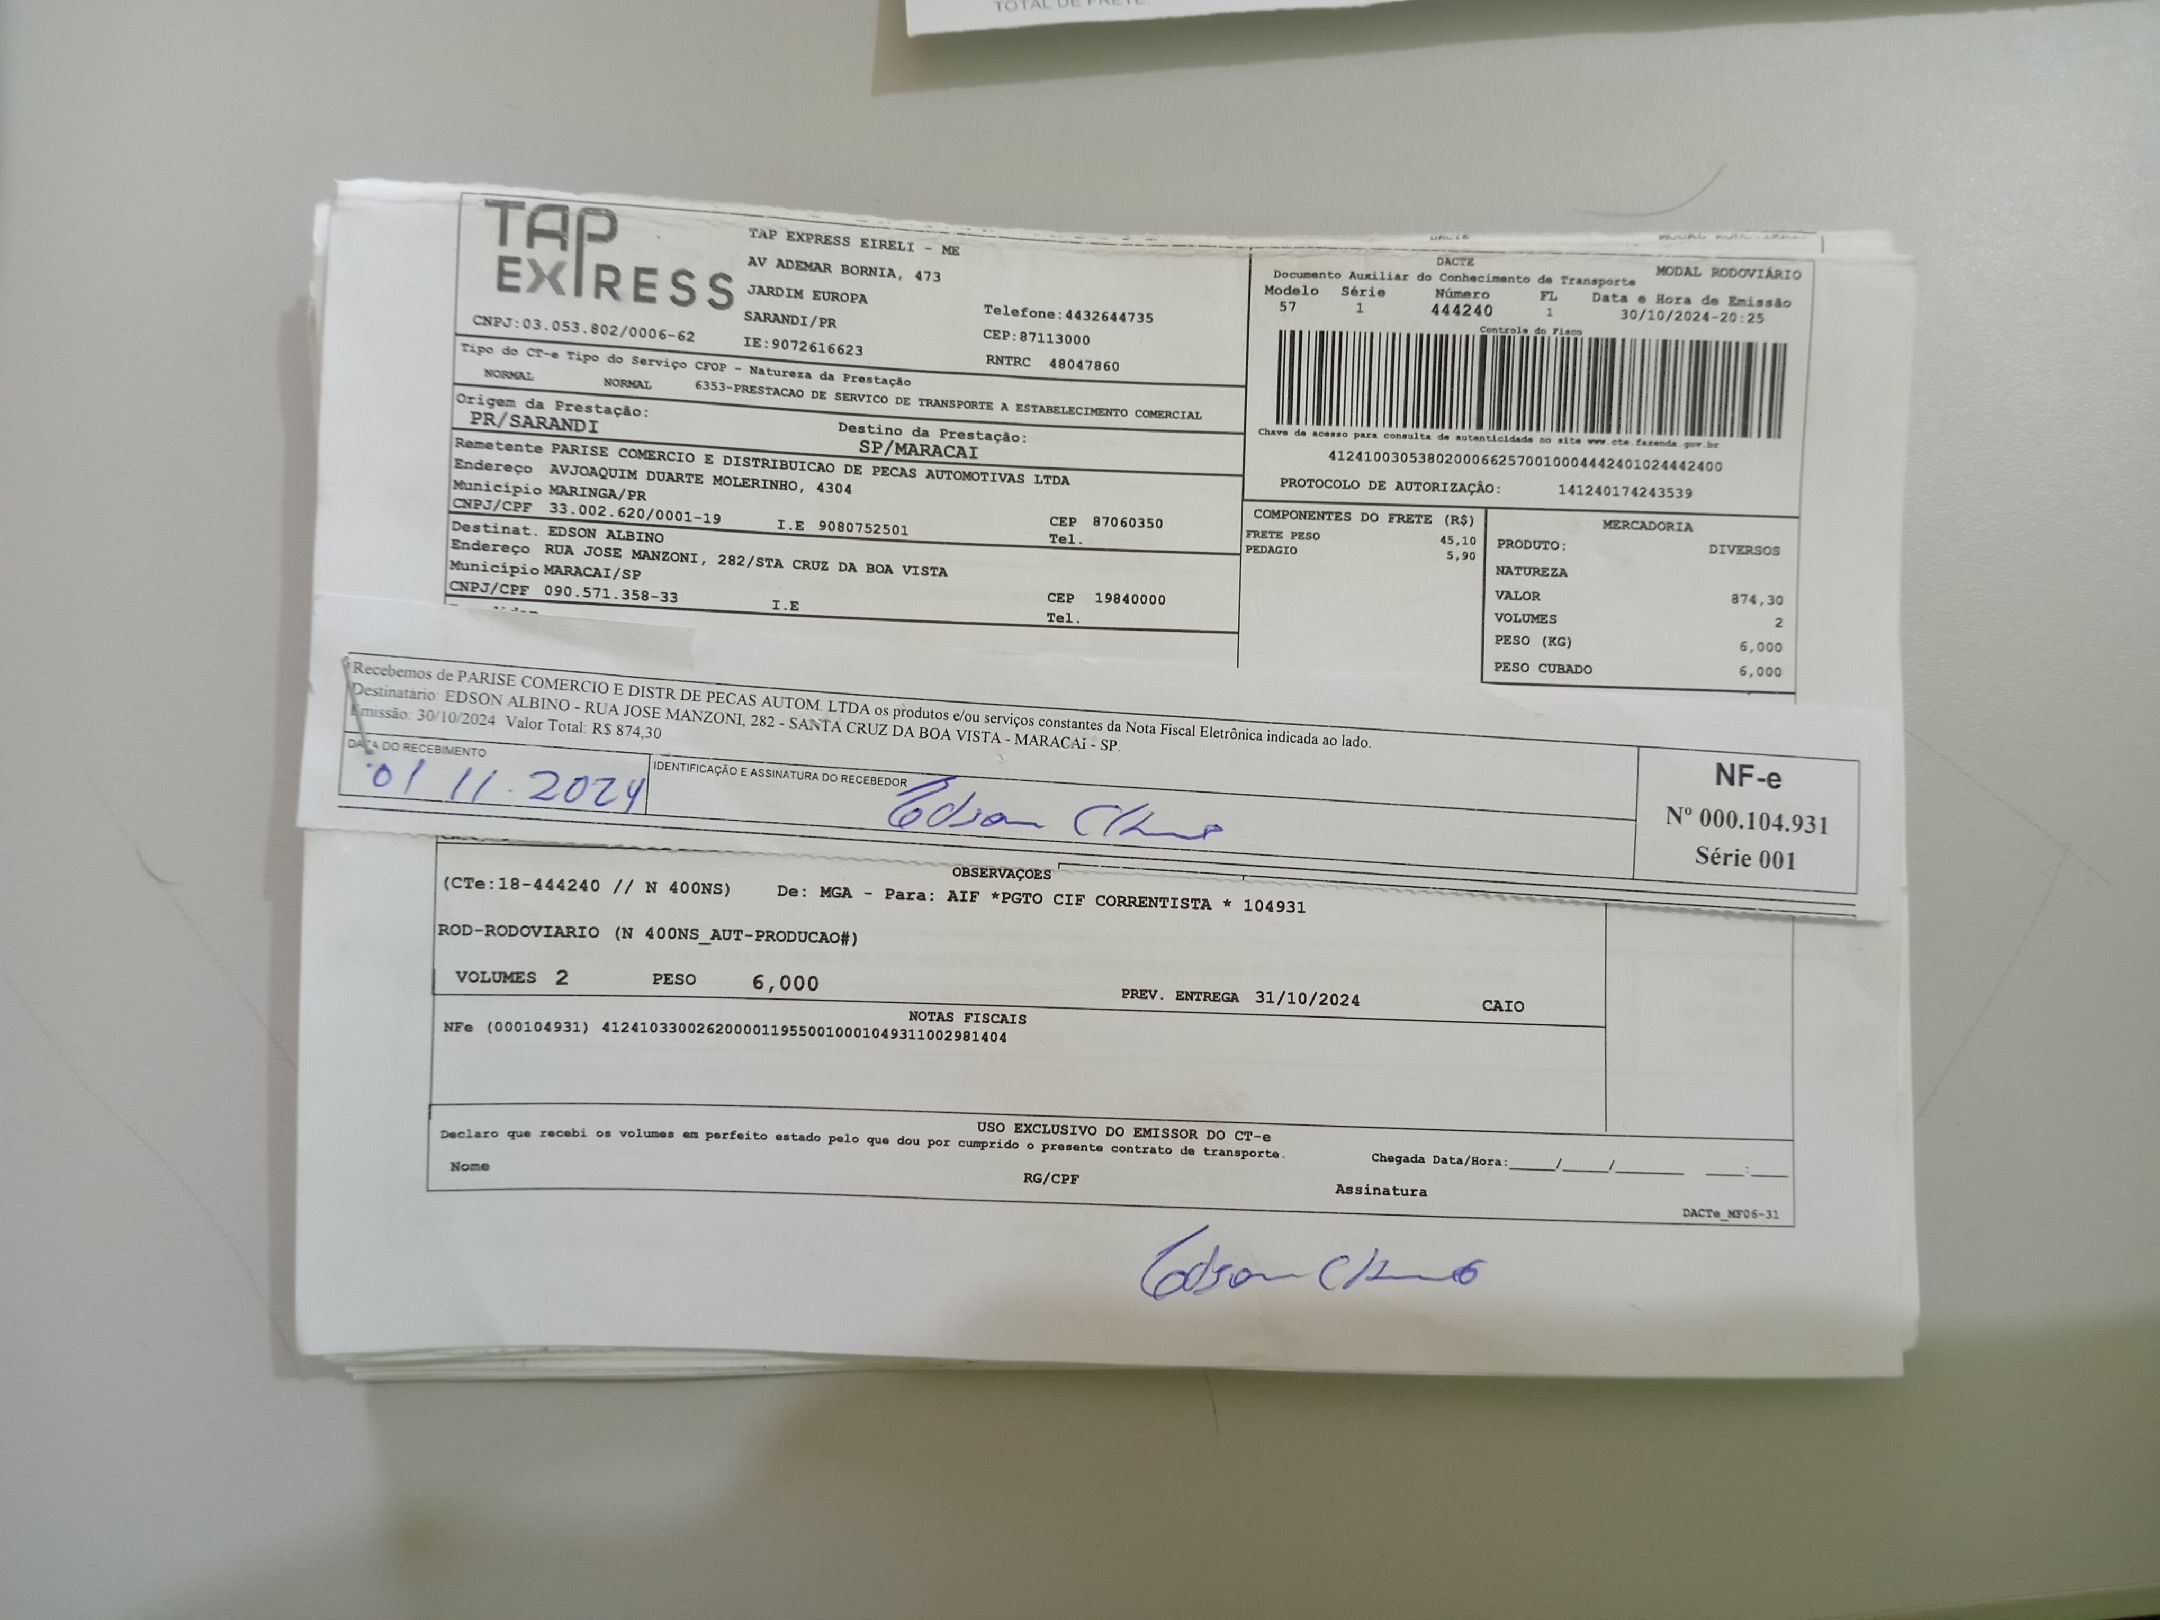 TOTAL DE FRETE
TAP EXPRESS
TAP EXPRESS EIRELI - ME
AV ADEMAR BORNIA, 473
JARDIM EUROPA
SARANDI/PR
IE:9072616623
Telefone:4432644735
CEP:87113000
RNTRC 48047860
CNPJ:03.053.802/0006-62
DACTE
MODAL RODOVIÁRIO
Documento Auxiliar do Conhecimento de Transporte
Modelo Série Número FL Data e Hora de Emissão
57 1 444240 1 30/10/2024-20:25
Controle do Fisco
Chave de acesso para consulta de autenticidade no site www.cte.fazenda.gov.br
41241003053802000662570010004442401024442400
PROTOCOLO DE AUTORIZAÇÃO: 141240174243539
Tipo do CT-e Tipo do Serviço CFOP - Natureza da Prestação
NORMAL NORMAL 6353-PRESTACAO DE SERVICO DE TRANSPORTE A ESTABELECIMENTO COMERCIAL
Origem da Prestação: Destino da Prestação:
PR/SARANDI SP/MARACAI
Remetente PARISE COMERCIO E DISTRIBUICAO DE PECAS AUTOMOTIVAS LTDA
Endereço AVJOAQUIM DUARTE MOLERINHO, 4304
Município MARINGA/PR CEP 87060350
CNPJ/CPF 33.002.620/0001-19 I.E 9080752501 Tel.
Destinat. EDSON ALBINO
Endereço RUA JOSE MANZONI, 282/STA CRUZ DA BOA VISTA
Município MARACAI/SP CEP 19840000
CNPJ/CPF 090.571.358-33 I.E Tel.
COMPONENTES DO FRETE (R$)
FRETE PESO 45,10
PEDAGIO 5,90
MERCADORIA
PRODUTO: DIVERSOS
NATUREZA
VALOR 874,30
VOLUMES 2
PESO (KG) 6,000
PESO CUBADO 6,000
Recebemos de PARISE COMERCIO E DISTR DE PECAS AUTOM. LTDA os produtos e/ou serviços constantes da Nota Fiscal Eletrônica indicada ao lado.
Destinatário: EDSON ALBINO - RUA JOSE MANZONI, 282 - SANTA CRUZ DA BOA VISTA - MARACAí - SP.
Emissão: 30/10/2024 Valor Total: R$ 874,30
DATA DO RECEBIMENTO IDENTIFICAÇÃO E ASSINATURA DO RECEBEDOR
01 11.2024 Edson
NF-e
Nº 000.104.931
Série 001
OBSERVAÇOES
(CTe:18-444240 // N 400NS) De: MGA - Para: AIF *PGTO CIF CORRENTISTA * 104931
ROD-RODOVIARIO (N 400NS_AUT-PRODUCAO#)
VOLUMES 2 PESO 6,000 PREV. ENTREGA 31/10/2024 CAIO
NOTAS FISCAIS
NFe (000104931) 41241033002620000119550010001049311002981404
USO EXCLUSIVO DO EMISSOR DO CT-e
Declaro que recebi os volumes em perfeito estado pelo que dou por cumprido o presente contrato de transporte.
Chegada Data/Hora:_____/_____/_______ ____:____
Nome RG/CPF Assinatura
DACTe_MF06-31
Edson